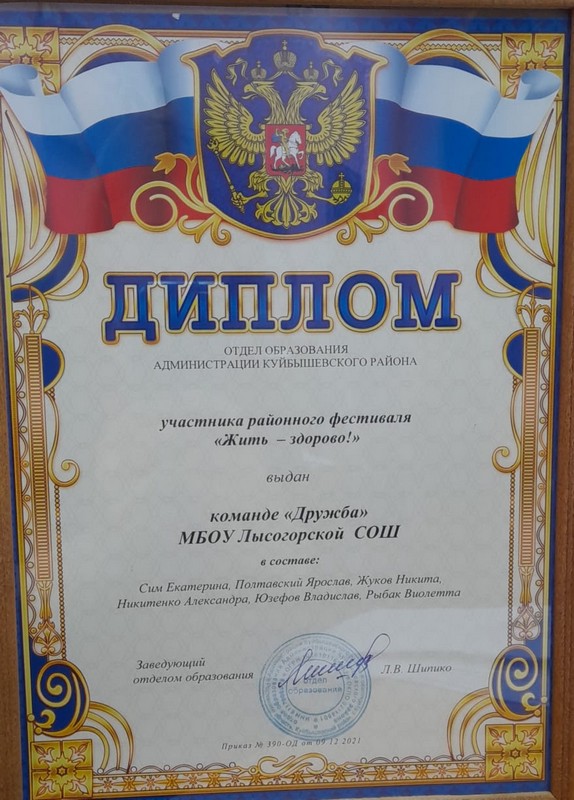 ДИПЛОМ
ОТДЕЛ ОБРАЗОВАНИЯ
АДМИНИСТРАЦИИ КУЙБЫШЕВСКОГО РАЙОНА
участника районного фестиваля
«Жить – здорово!»
выдан
команде «Дружба»
МБОУ Лысогорской СОШ
в составе:
Сим Екатерина, Полтавский Ярослав, Жуков Никита,
Никитенко Александра, Юзефов Владислав, Рыбак Виолетта
Заведующий
отделом образования
Л.В. Шипико
отдел
образования
Приказ № 390-ОД от 09.12.2021